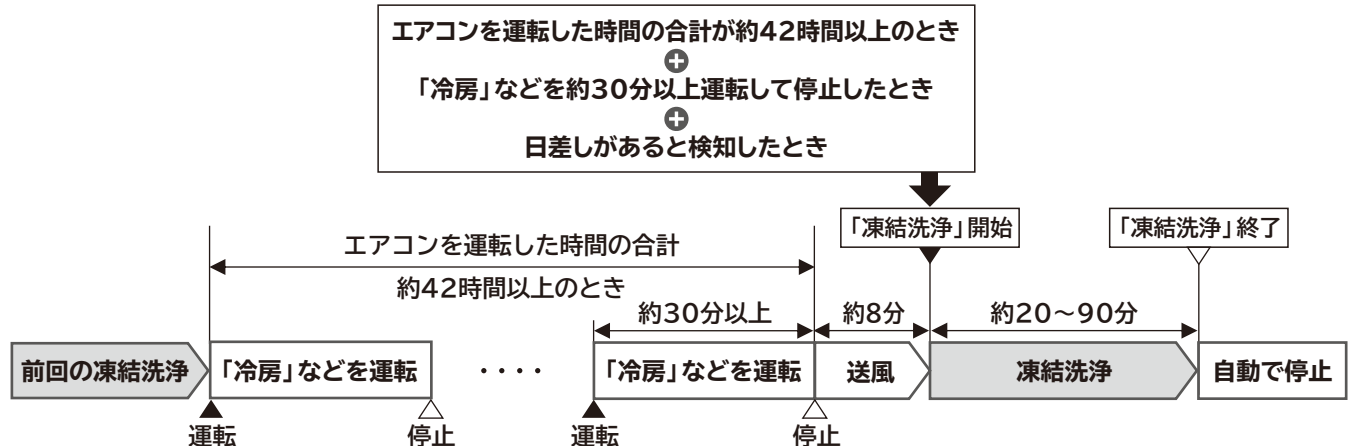 エアコンを運転した時間の合計が約42時間以上のとき
+
「冷房」などを約30分以上運転して停止したとき
+
日差しがあると検知したとき
「凍結洗浄」開始
「凍結洗浄」終了
エアコンを運転した時間の合計
約42時間以上のとき
約30分以上
約8分
約20〜90分
前回の凍結洗浄
「冷房」などを運転
・・・・
「冷房」などを運転
送風
凍結洗浄
自動で停止
運転
停止
運転
停止